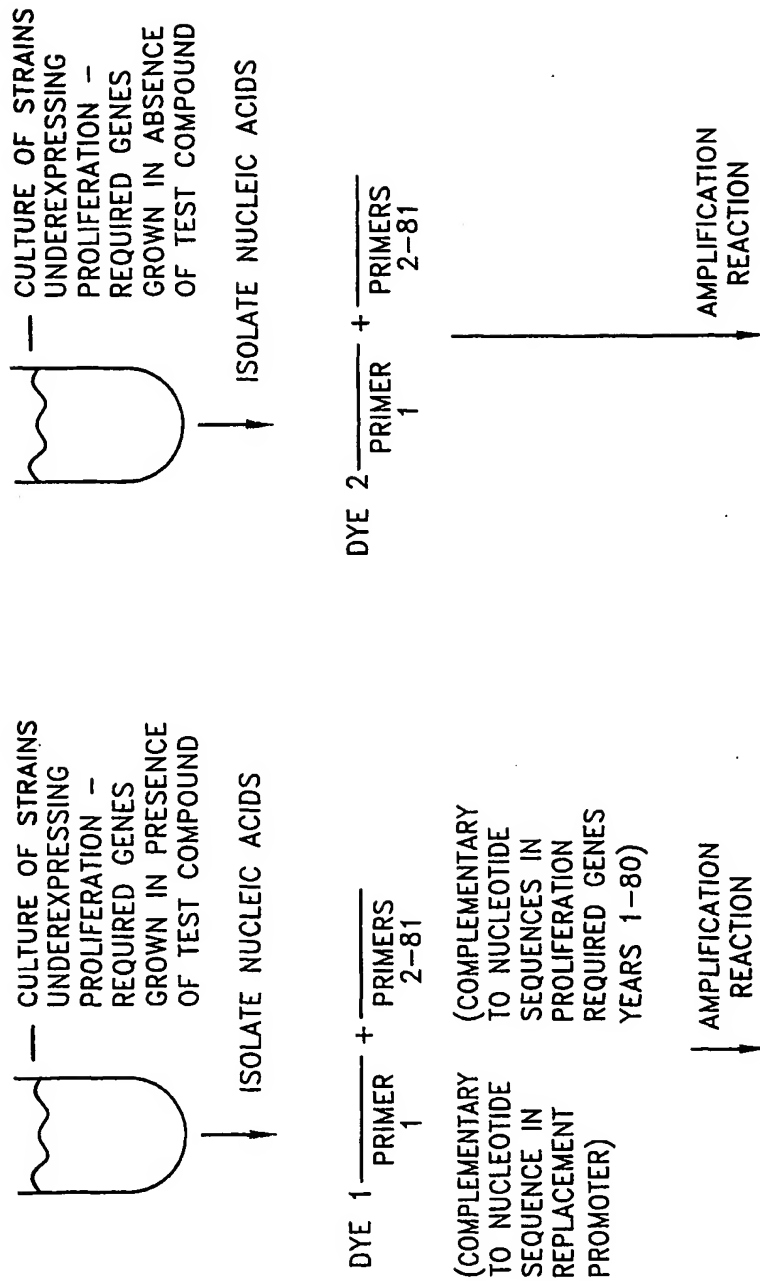 — CULTURE OF STRAINS
UNDEREXPRESSING
PROLIFERATION –
REQUIRED GENES
GROWN IN PRESENCE
OF TEST COMPOUND
ISOLATE NUCLEIC ACIDS
DYE 1
PRIMER
1
+
PRIMERS
2-81
(COMPLEMENTARY
TO NUCLEOTIDE
SEQUENCE IN
REPLACEMENT
PROMOTER)
(COMPLEMENTARY
TO NUCLEOTIDE
SEQUENCES IN
PROLIFERATION
REQUIRED GENES
YEARS 1-80)
AMPLIFICATION
REACTION
— CULTURE OF STRAINS
UNDEREXPRESSING
PROLIFERATION –
REQUIRED GENES
GROWN IN ABSENCE
OF TEST COMPOUND
ISOLATE NUCLEIC ACIDS
DYE 2
PRIMER
1
+
PRIMERS
2-81
AMPLIFICATION
REACTION